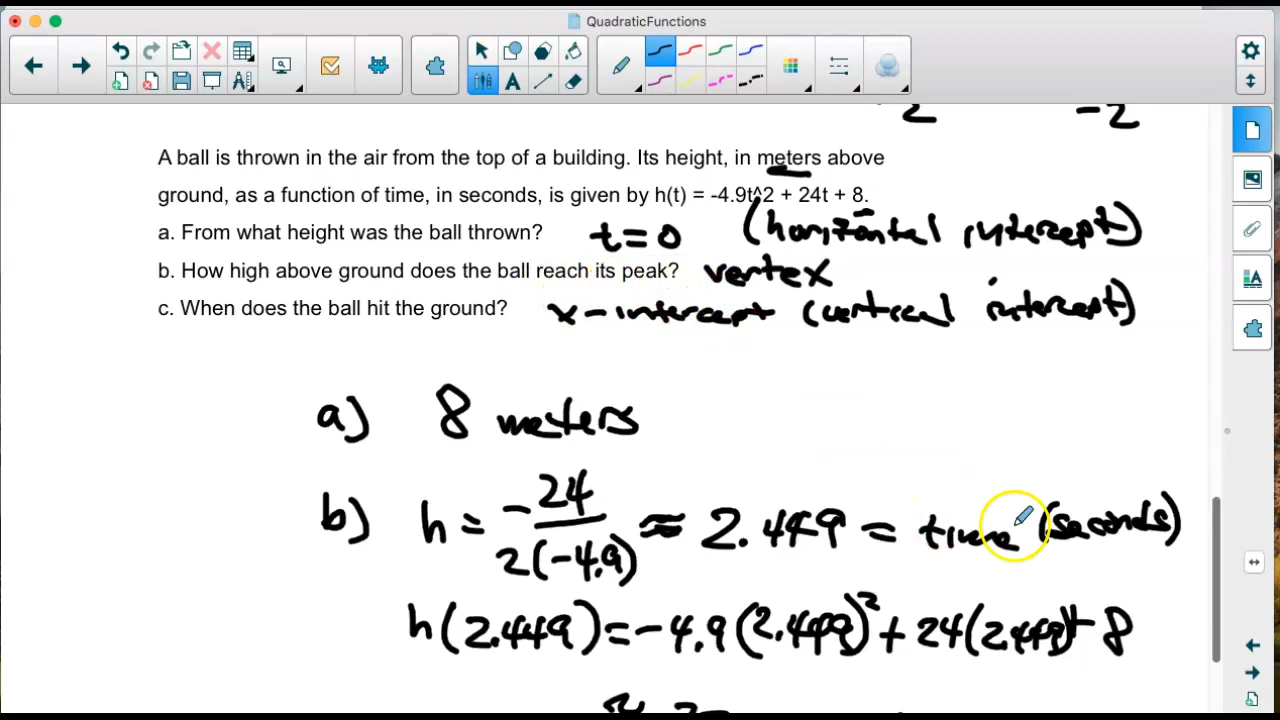 QuadraticFunctions
-2
A ball is thrown in the air from the top of a building. Its height, in meters above
ground, as a function of time, in seconds, is given by h(t) = -4.9t^2 + 24t + 8.
a. From what height was the ball thrown? t=0 (horizontal intercept)
b. How high above ground does the ball reach its peak? vertex
c. When does the ball hit the ground? x-intercept (vertical intercept)
a) 8 meters
b) h = -24/2(-4.9) ≈ 2.449 = time (seconds)
h(2.449)=-4.9(2.449)²+24(2.449)+8